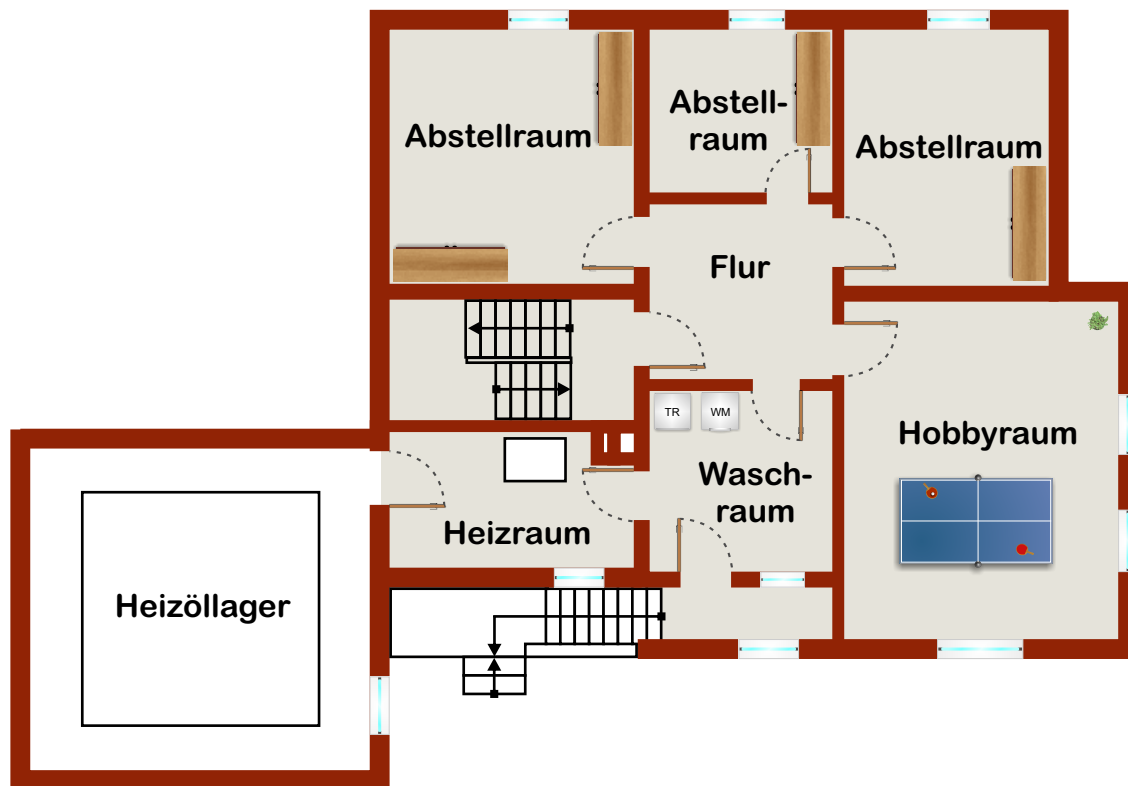 Abstellraum
Abstell-
raum
Abstellraum
Flur
TR
WM
Hobbyraum
Wasch-
raum
Heizraum
Heizöllager